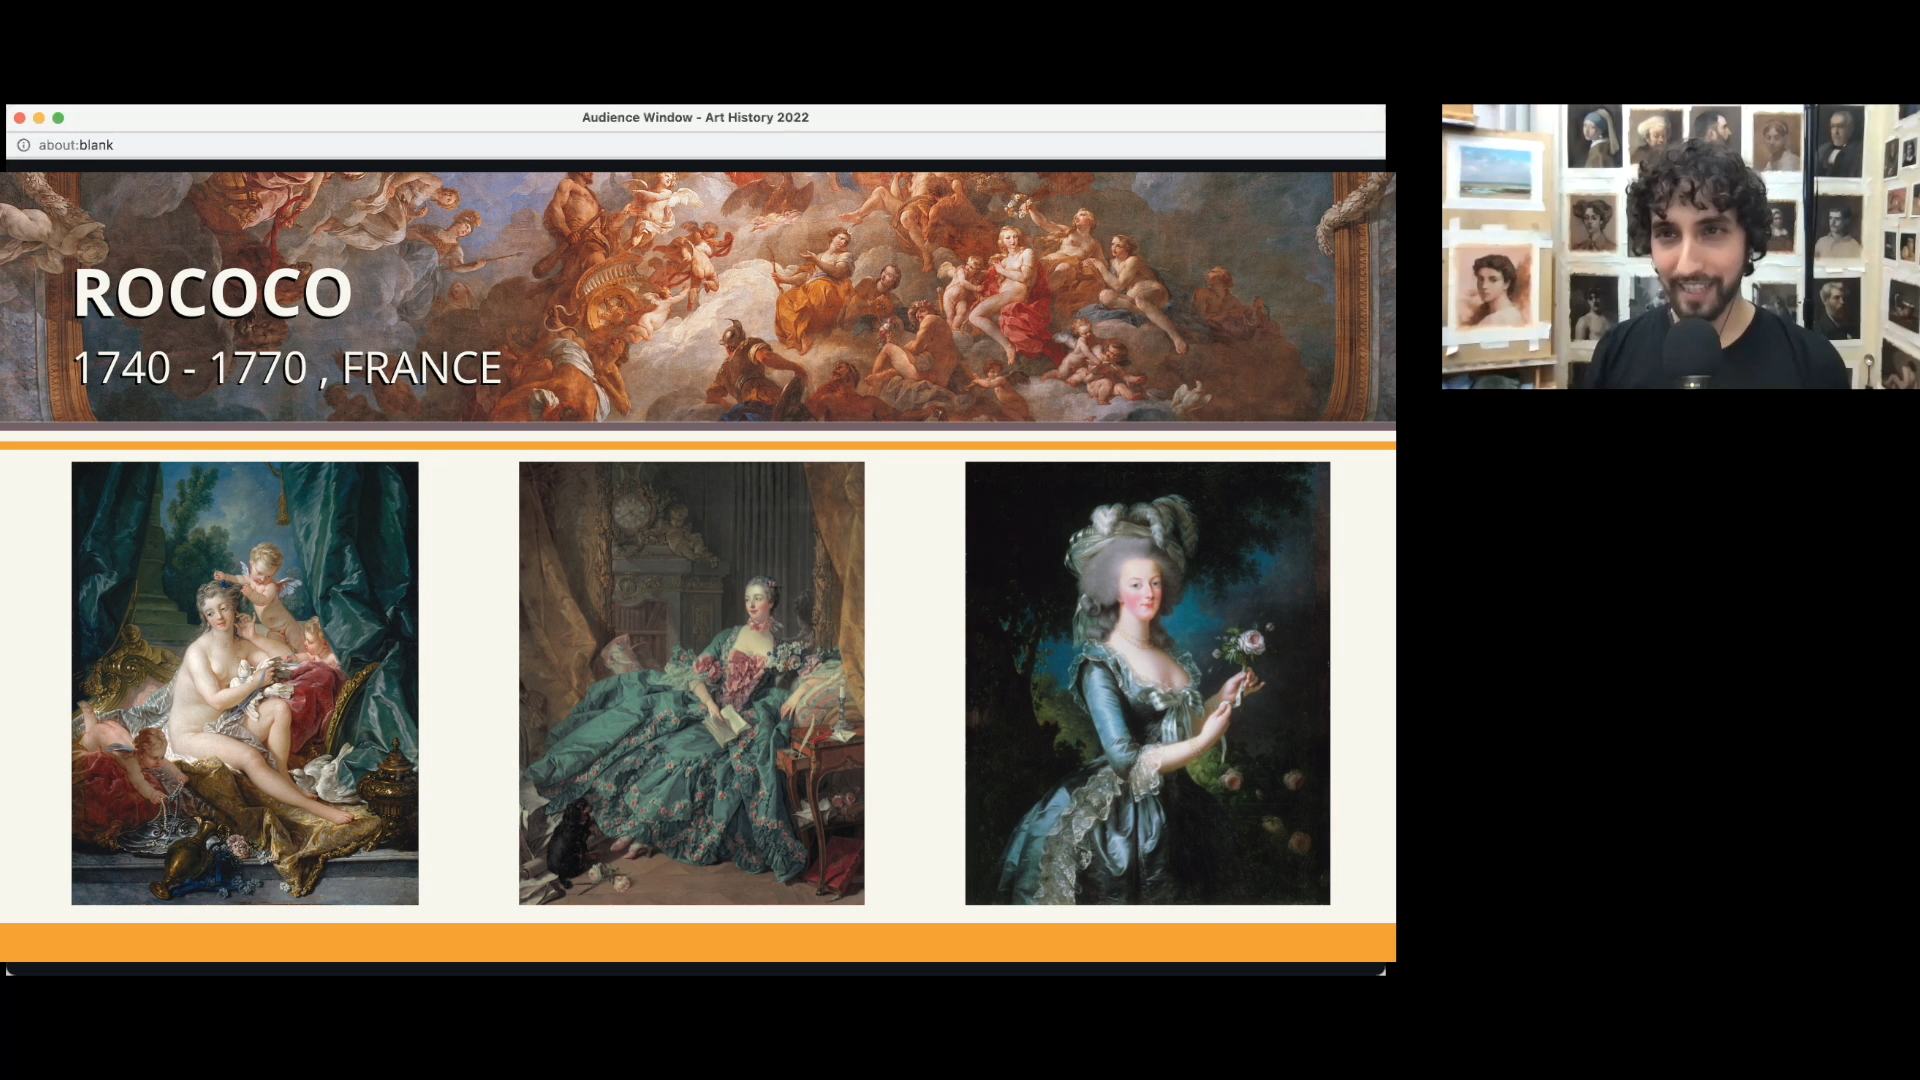 Audience Window - Art History 2022
about:blank
ROCOCO
1740 - 1770 , FRANCE